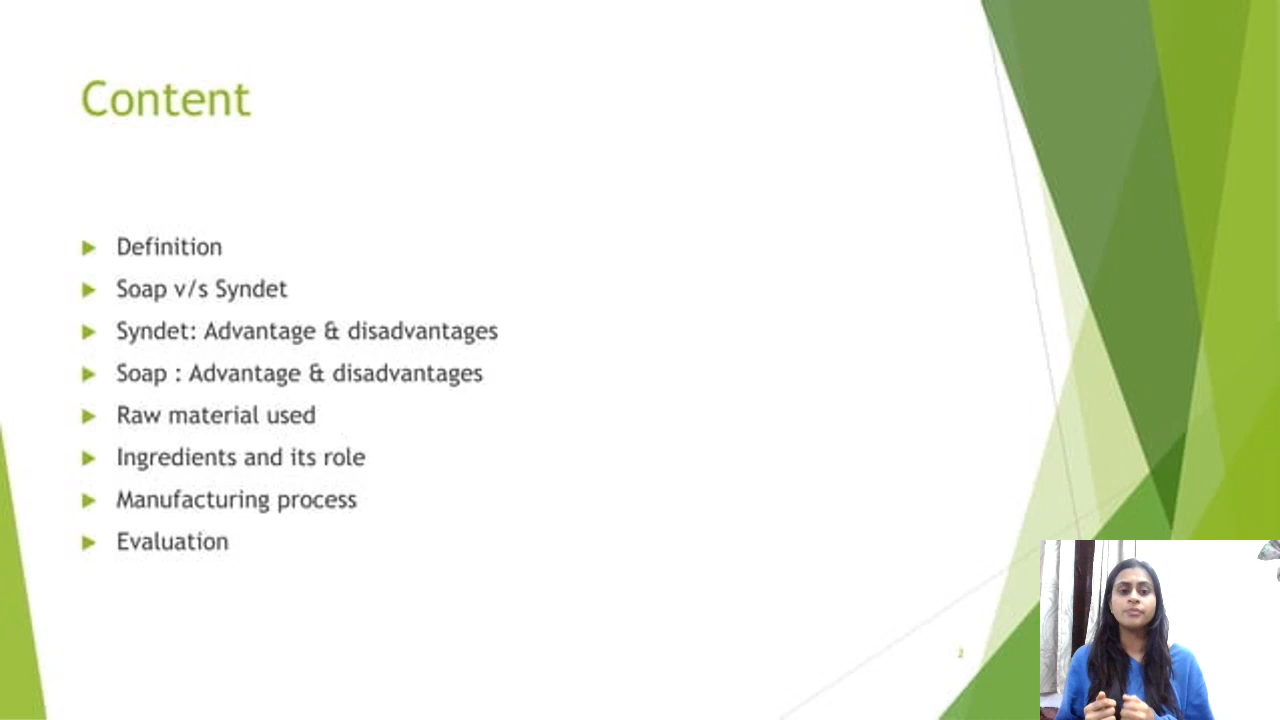 Content
Definition
Soap v/s Syndet
Syndet: Advantage & disadvantages
Soap : Advantage & disadvantages
Raw material used
Ingredients and its role
Manufacturing process
Evaluation
2